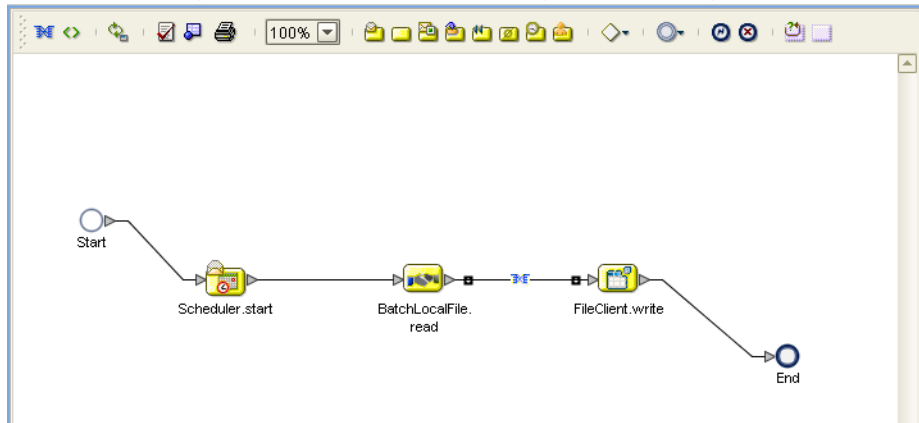 100%
Start
Scheduler.start
BatchLocalFile.
read
FileClient.write
End